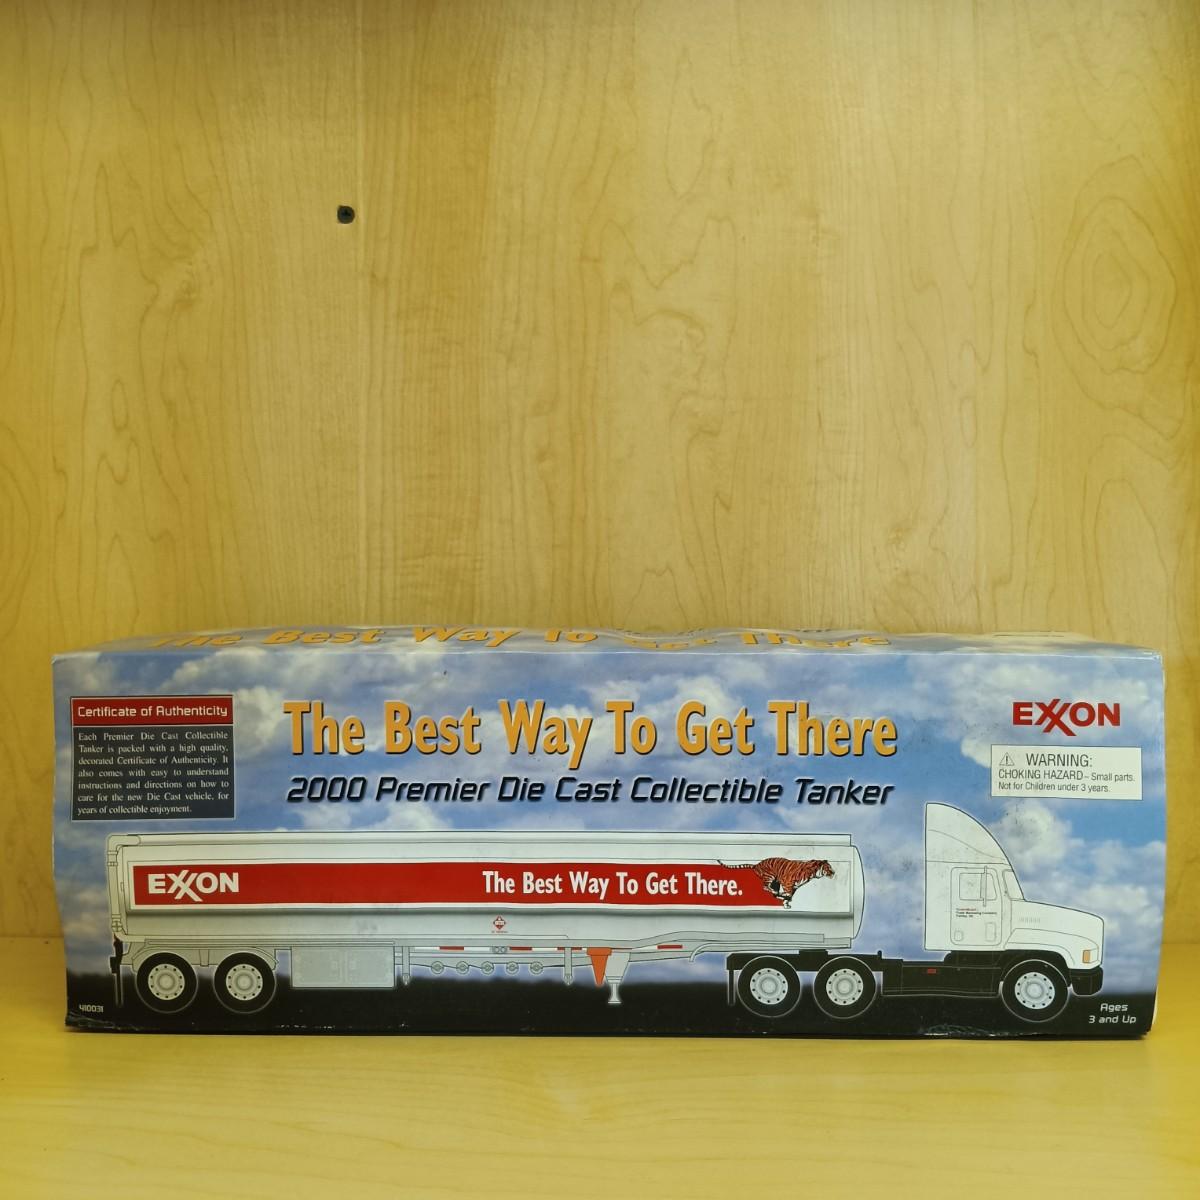 The Best Way To Get There
Certificate of Authenticity
Each Premier Die Cast Collectible
Tanker is packed with a high quality,
decorated Certificate of Authenticity. It
also comes with easy to understand
instructions and directions on how to
care for the new Die Cast vehicle, for
years of collectible enjoyment.
The Best Way To Get There
2000 Premier Die Cast Collectible Tanker
EXXON
WARNING:
CHOKING HAZARD – Small parts.
Not for Children under 3 years.
EXXON
The Best Way To Get There.
410031
Ages
3 and Up